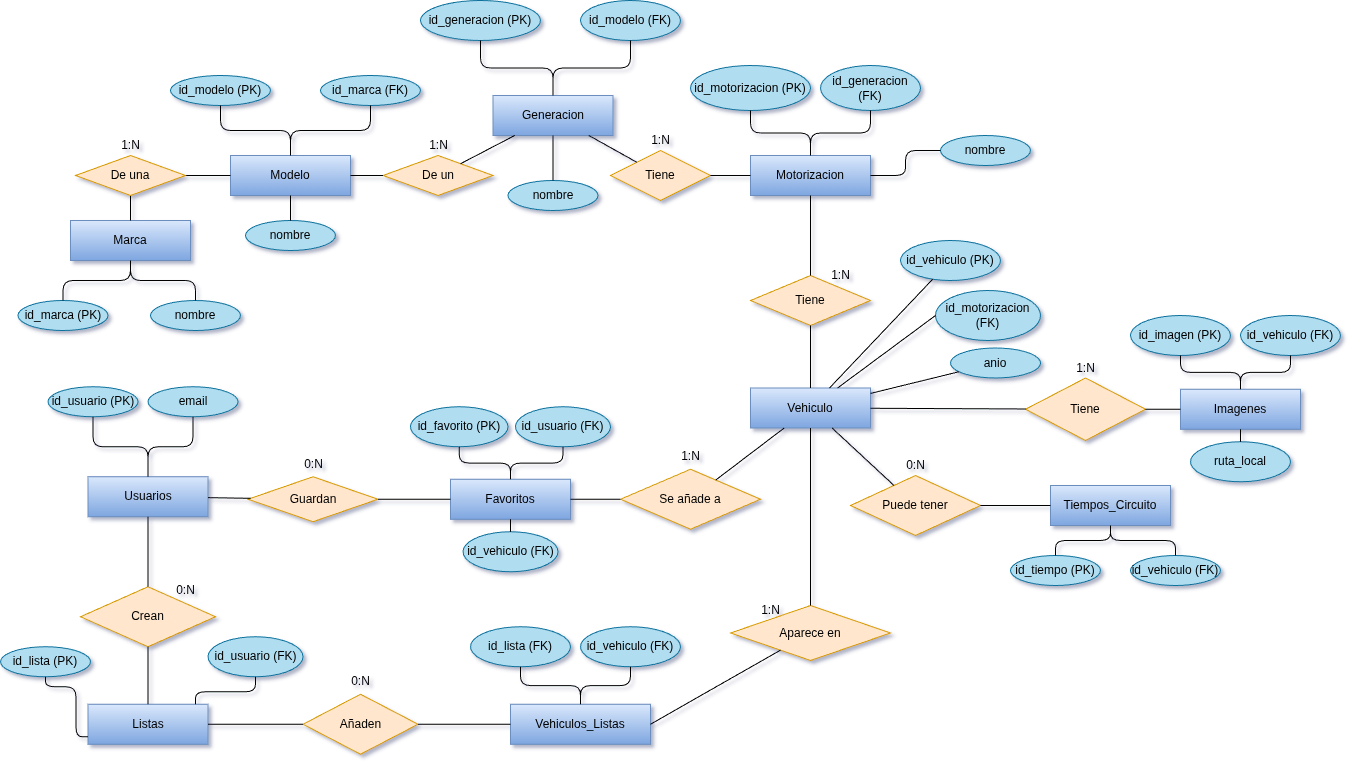 id_generacion (PK)
id_modelo (FK)
id_modelo (PK)
id_marca (FK)
id_motorizacion (PK)
id_generacion
(FK)
Generacion
1:N
1:N
1:N
nombre
De una
Modelo
De un
Tiene
Motorizacion
nombre
nombre
Marca
id_marca (PK)
nombre
1:N
Tiene
id_vehiculo (PK)
id_motorizacion
(FK)
anio
id_imagen (PK)
id_vehiculo (FK)
1:N
Vehiculo
Tiene
Imagenes
ruta_local
id_usuario (PK)
email
id_favorito (PK)
id_usuario (FK)
0:N
1:N
0:N
Usuarios
Guardan
Favoritos
Se añade a
Puede tener
Tiempos_Circuito
id_vehiculo (FK)
id_tiempo (PK)
id_vehiculo (FK)
0:N
Crean
1:N
Aparece en
id_lista (PK)
id_usuario (FK)
id_lista (FK)
id_vehiculo (FK)
0:N
Listas
Añaden
Vehiculos_Listas